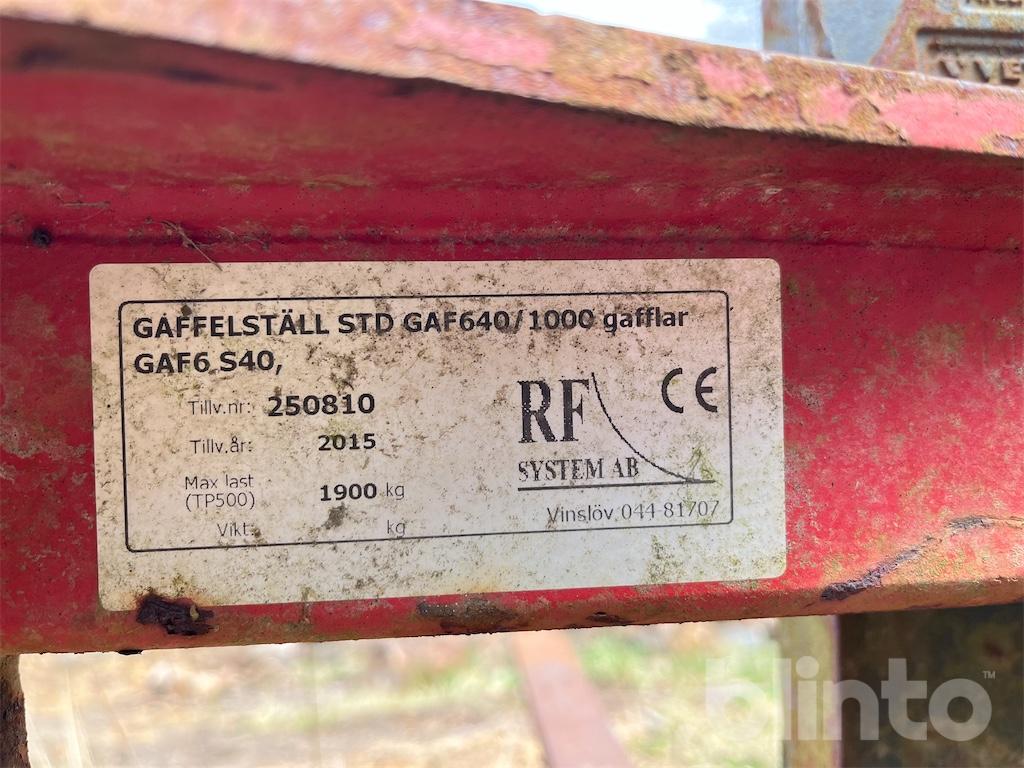 GAFFELSTÄLL STD GAF640/1000 gafflar
GAF6 S40,
Tillv.nr: 250810
Tillv.år: 2015
Max last
(TP500) 1900 kg
Vikt: kg
RF
SYSTEM AB
CE
Vinslöv 044-81707
blinto™